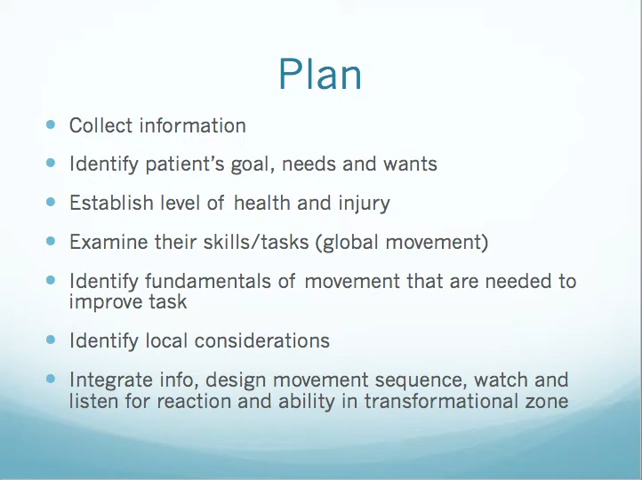 Plan
Collect information
Identify patient's goal, needs and wants
Establish level of health and injury
Examine their skills/tasks (global movement)
Identify fundamentals of movement that are needed to
improve task
Identify local considerations
Integrate info, design movement sequence, watch and
listen for reaction and ability in transformational zone